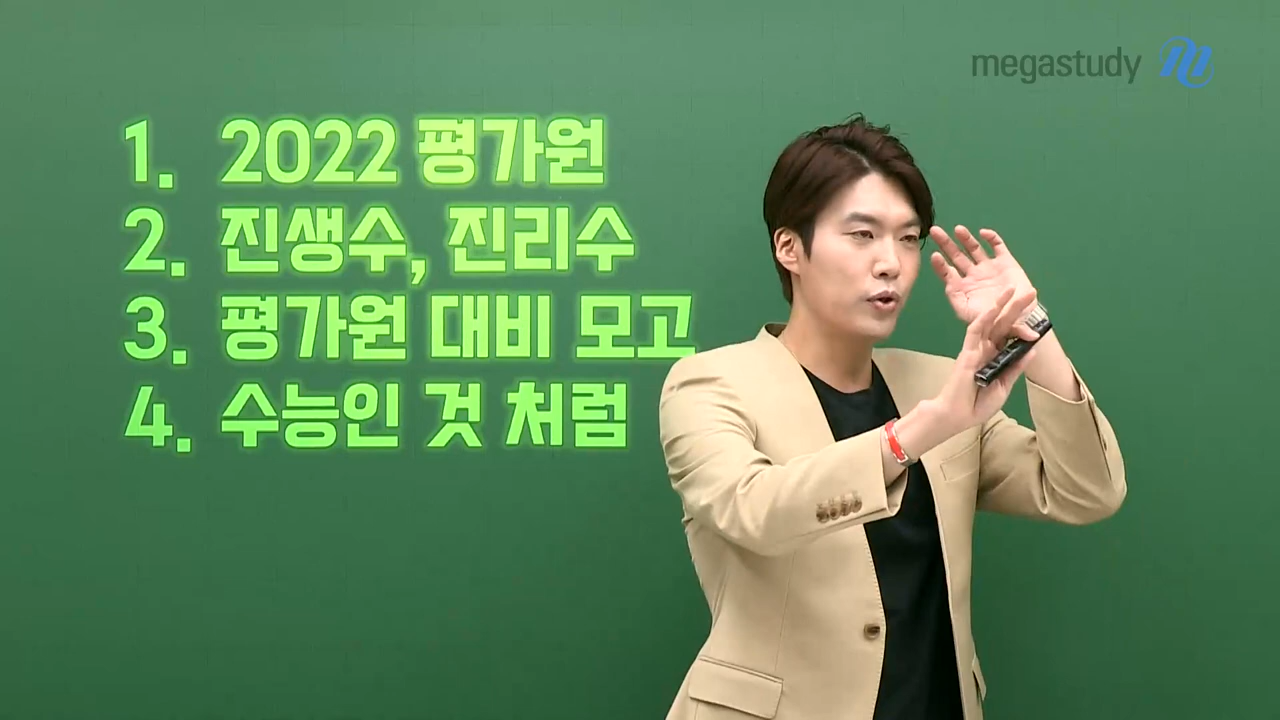 megastudy
1. 2022 평가원
2. 진생수, 진리수
3. 평가원 대비 모고
4. 수능인 것 처럼